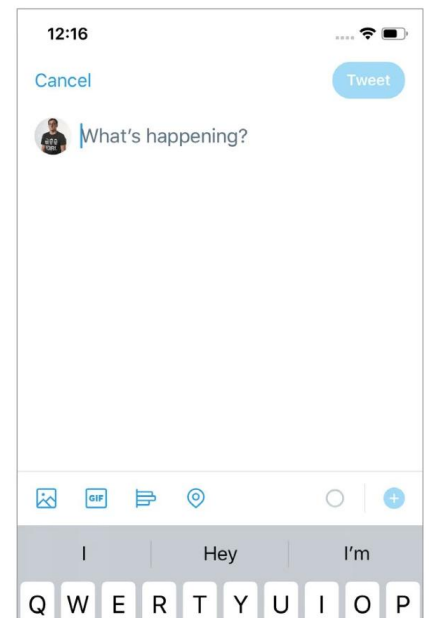 12:16
Cancel Tweet
What's happening?
GIF
I Hey I'm
Q W E R T Y U I O P